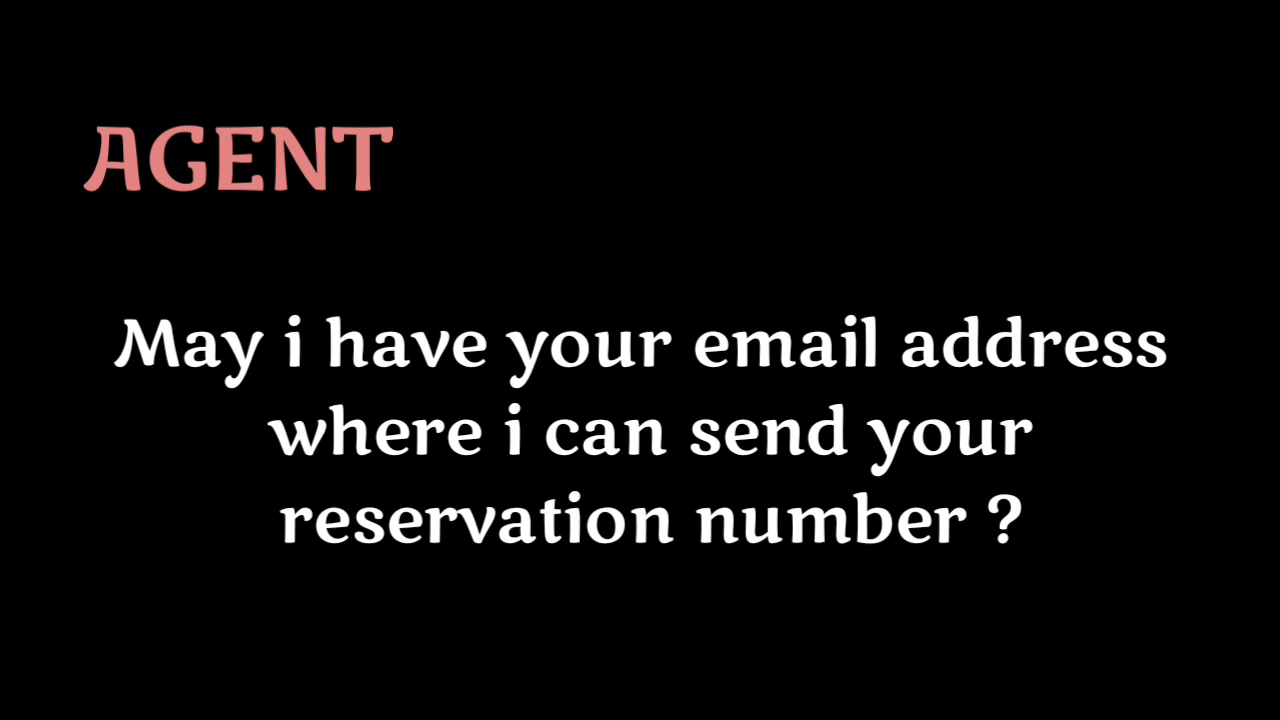 AGENT
May i have your email address
where i can send your
reservation number ?